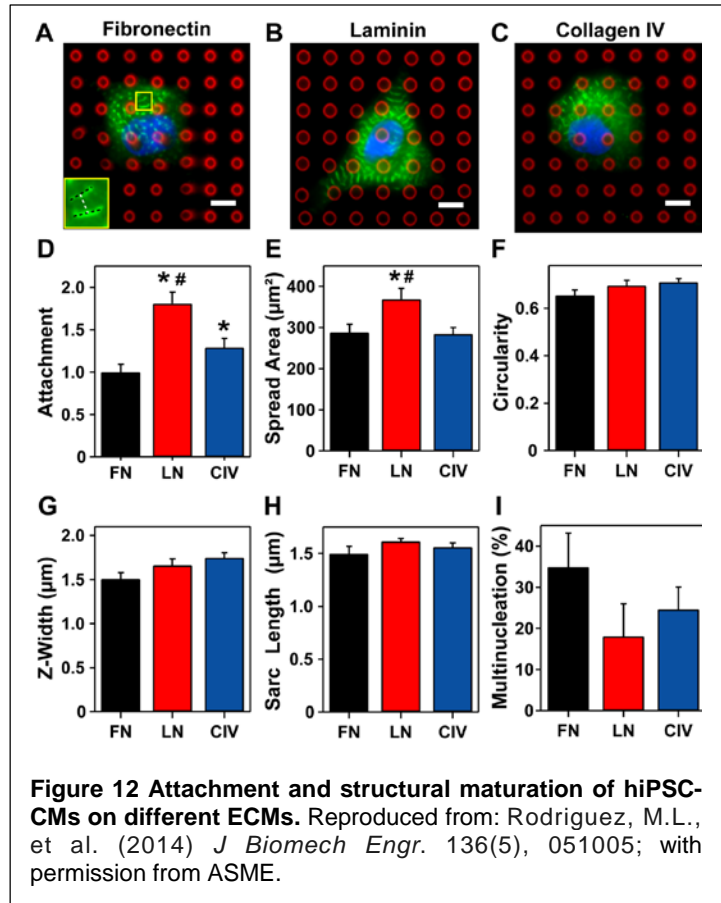 A Fibronectin B Laminin C Collagen IV
D E F
Attachment
2.0
1.5
1.0
0.5
0
*#
*
FN LN CIV
Spread Area (µm²)
400
300
200
100
0
*#
FN LN CIV
Circularity
0.6
0.4
0.2
0
FN LN CIV
G H I
Z-Width (µm)
2.0
1.5
1.0
0.5
0
FN LN CIV
Sarc Length (µm)
1.5
1.0
0.5
0
FN LN CIV
Multinucleation (%)
40
30
20
10
0
FN LN CIV
Figure 12 Attachment and structural maturation of hiPSC-
CMs on different ECMs. Reproduced from: Rodriguez, M.L.,
et al. (2014) J Biomech Engr. 136(5), 051005; with
permission from ASME.